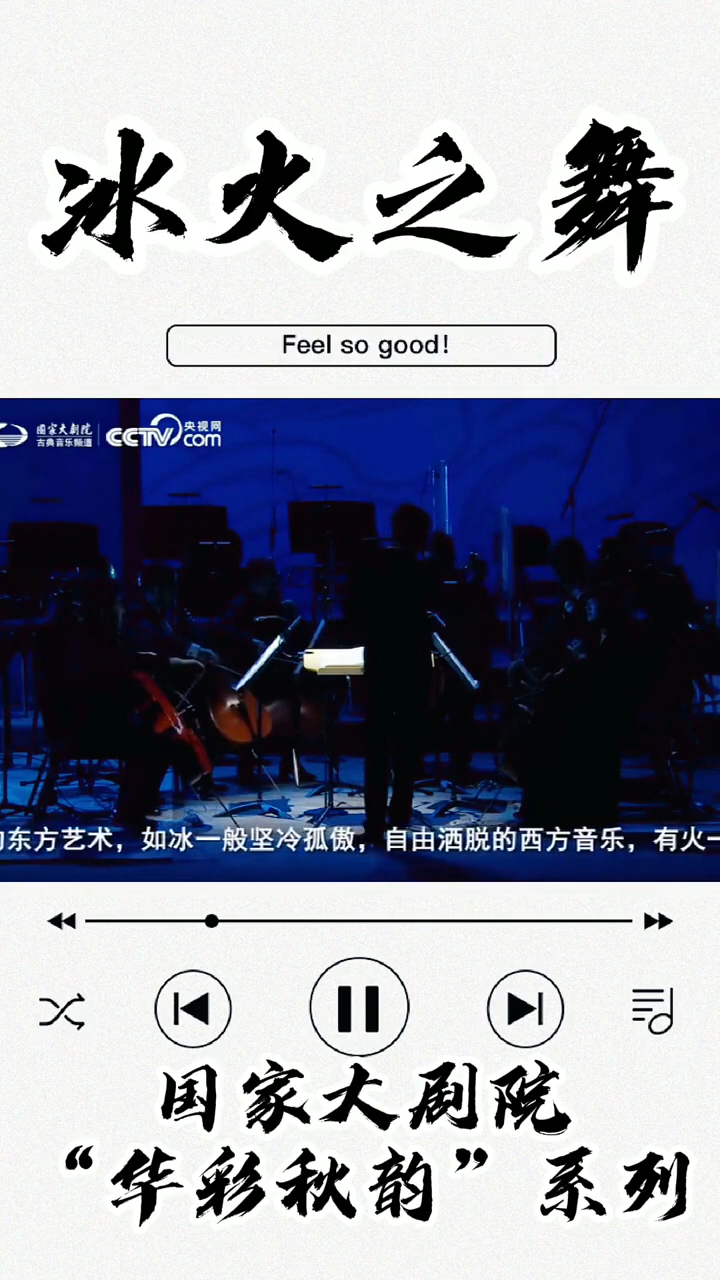 冰火之舞
Feel so good!
国家大剧院
古典音乐频道
CCTV.com
央视网
东方艺术，如冰一般坚冷孤傲，自由洒脱的西方音乐，有火一
国家大剧院
“华彩秋韵”系列